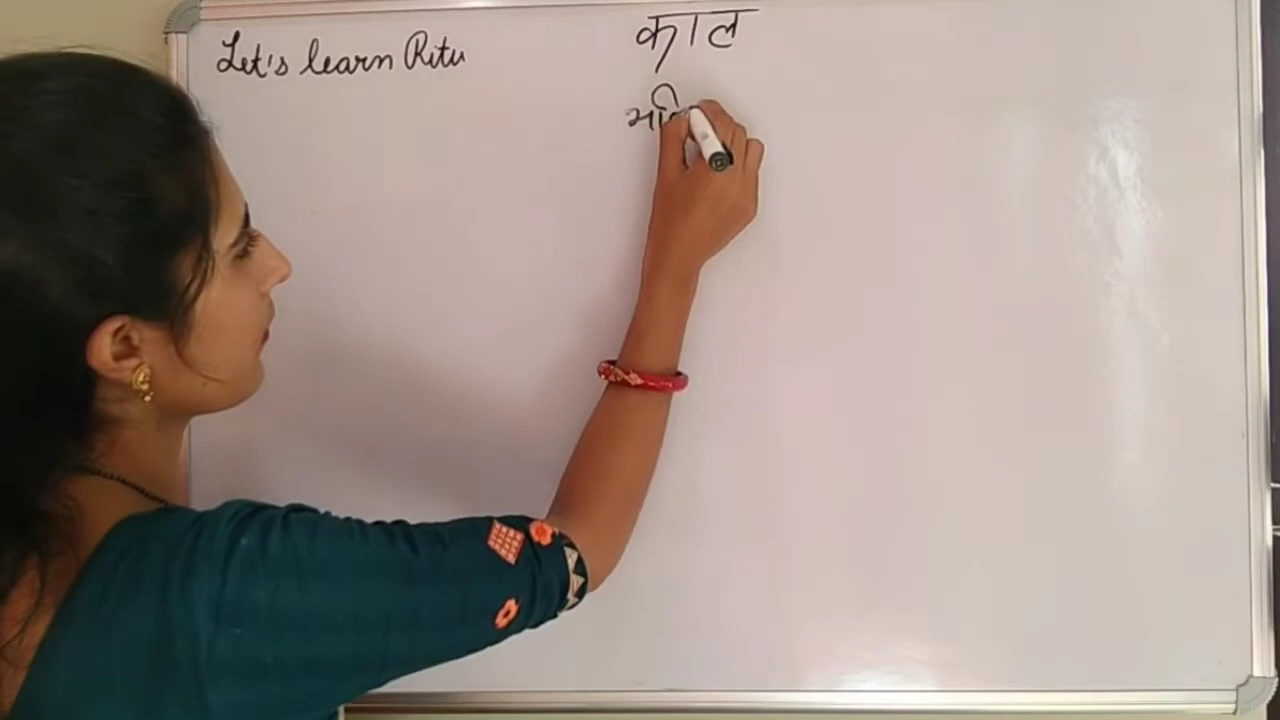 Let's learn Ritu
काल